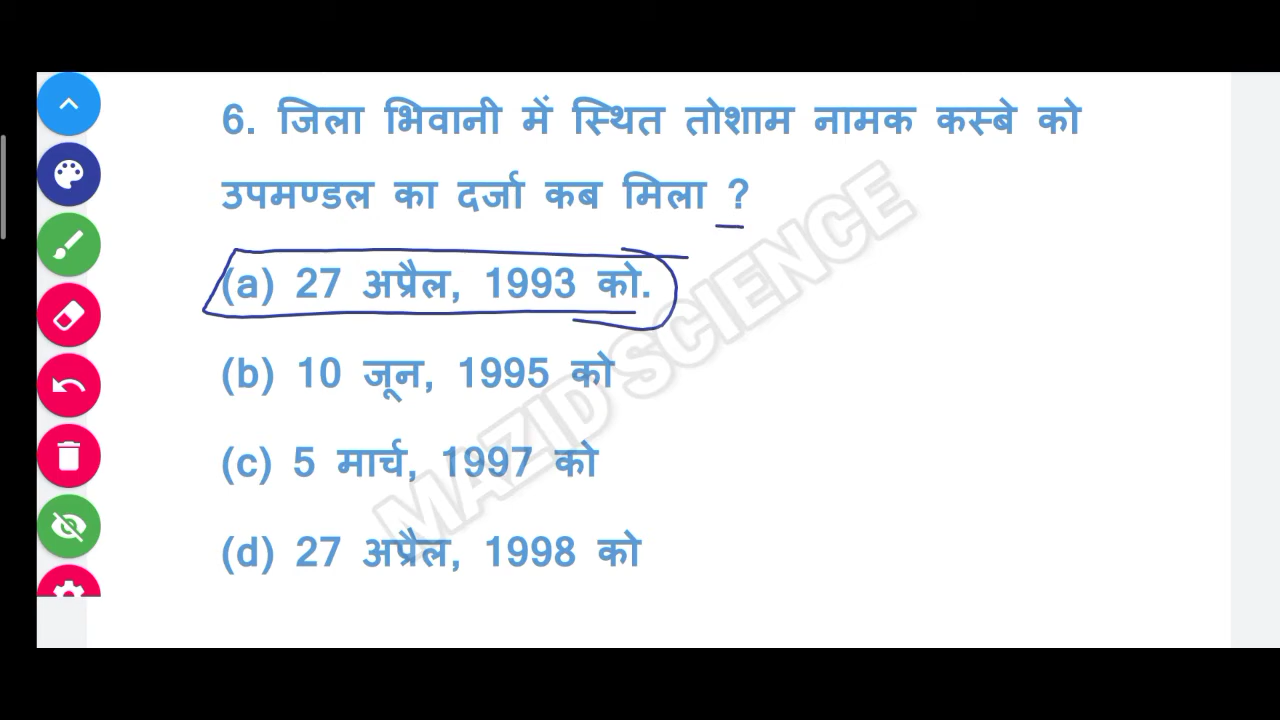 6. जिला भिवानी में स्थित तोशाम नामक कस्बे को
उपमण्डल का दर्जा कब मिला ?
(a) 27 अप्रैल, 1993 को.
(b) 10 जून, 1995 को
(c) 5 मार्च, 1997 को
(d) 27 अप्रैल, 1998 को
MAZID SCIENCE